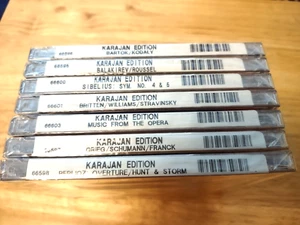 KARAJAN EDITION
BARTOK/KODALY
KARAJAN EDITION
BALAKIREV/ROUSSEL
KARAJAN EDITION
66600 SIBELIUS SYM. NO. 4 & 6
KARAJAN EDITION
66601 BRITTEN/WILLIAMS/STRAVINSKY
KARAJAN EDITION
66603 MUSIC FROM THE OPERA
KARAJAN EDITION
GRIEG/SCHUMANN/FRANCK
KARAJAN EDITION
66598 BERLIOZ OVERTURE/HUNT & STORM